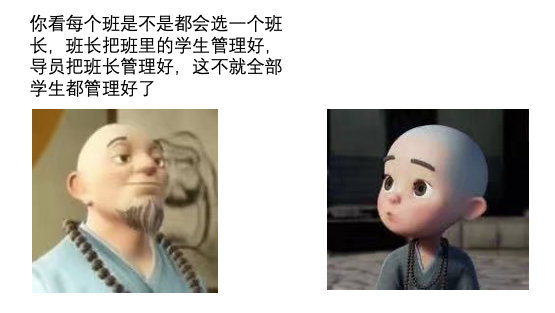 你看每个班是不是都会选一个班
长，班长把班里的学生管理好，
导员把班长管理好，这不就全部
学生都管理好了